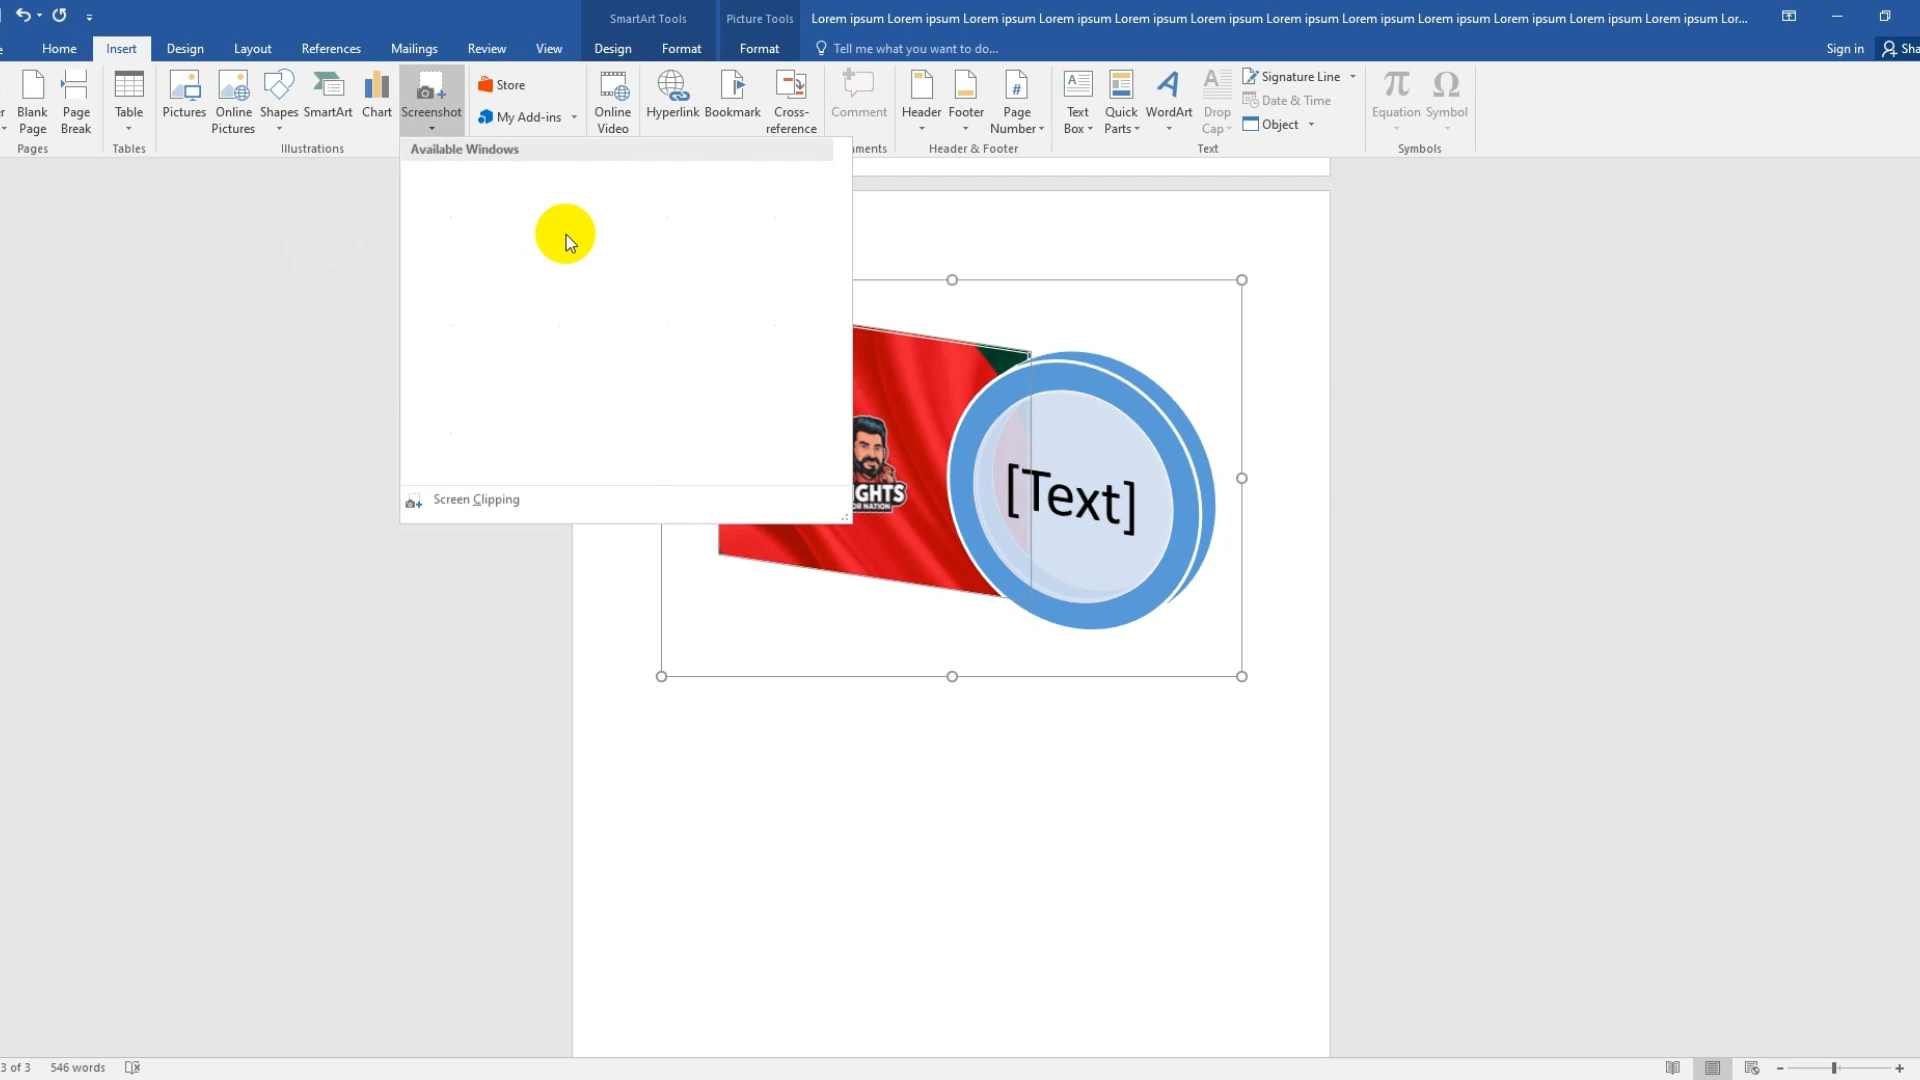 SmartArt Tools
Picture Tools
Lorem ipsum Lorem ipsum Lorem ipsum Lorem ipsum Lorem ipsum Lorem ipsum Lorem ipsum Lorem ipsum Lorem ipsum Lorem ipsum Lorem ipsum Lorem ipsum Lor...
Home Insert Design Layout References Mailings Review View Design Format Format Tell me what you want to do... Sign in Sha
Blank Page
Page Break
Table
Pictures
Online Pictures
Shapes
SmartArt
Chart
Screenshot
Store
My Add-ins
Online Video
Hyperlink
Bookmark
Cross-reference
Comment
Header
Footer
Page Number
Text Box
Quick Parts
WordArt
Drop Cap
Signature Line
Date & Time
Object
Equation
Symbol
Pages Tables Illustrations ments Header & Footer Text Symbols
Available Windows
Screen Clipping
GHTS
OR NATION
[Text]
3 of 3 546 words